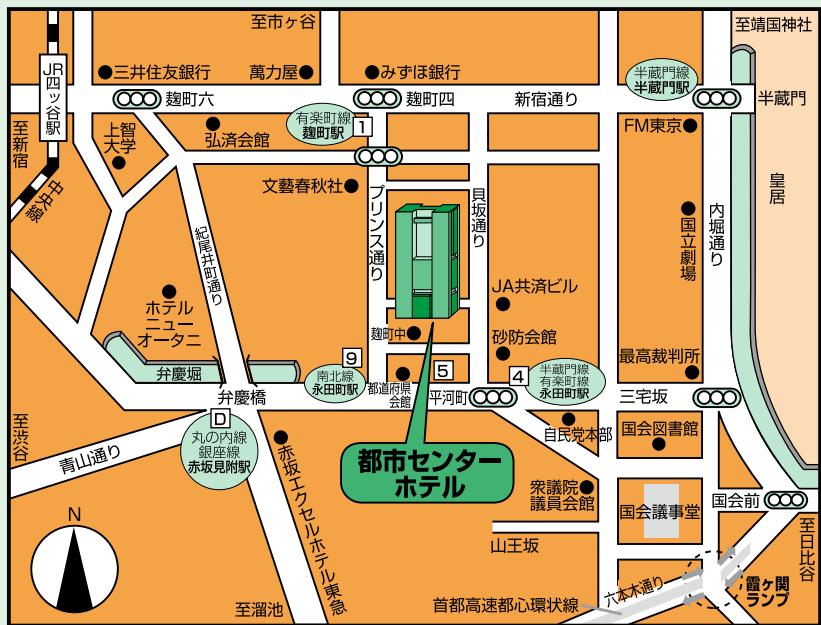 至市ヶ谷
至靖国神社
JR四ッ谷駅
三井住友銀行
萬力屋
みずほ銀行
半蔵門線
半蔵門駅
麹町六
麹町四
新宿通り
半蔵門
至新宿
上智
大学
弘済会館
有楽町線
麹町駅
1
FM東京
中央線
文藝春秋社
プリンス通り
貝坂通り
皇居
国立劇場
内堀通り
紀尾井町通り
ホテル
ニュー
オータニ
JA共済ビル
麹町中
砂防会館
最高裁判所
弁慶堀
9
5
4
南北線
永田町駅
都道府県
会館
平河町
半蔵門線
有楽町線
永田町駅
三宅坂
弁慶橋
D
至渋谷
青山通り
丸の内線
銀座線
赤坂見附駅
赤坂エクセルホテル東急
都市センター
ホテル
自民党本部
国会図書館
衆議院
議員会館
国会議事堂
国会前
N
山王坂
至日比谷
至溜池
首都高速都心環状線
六本木通り
霞ヶ関
ランプ